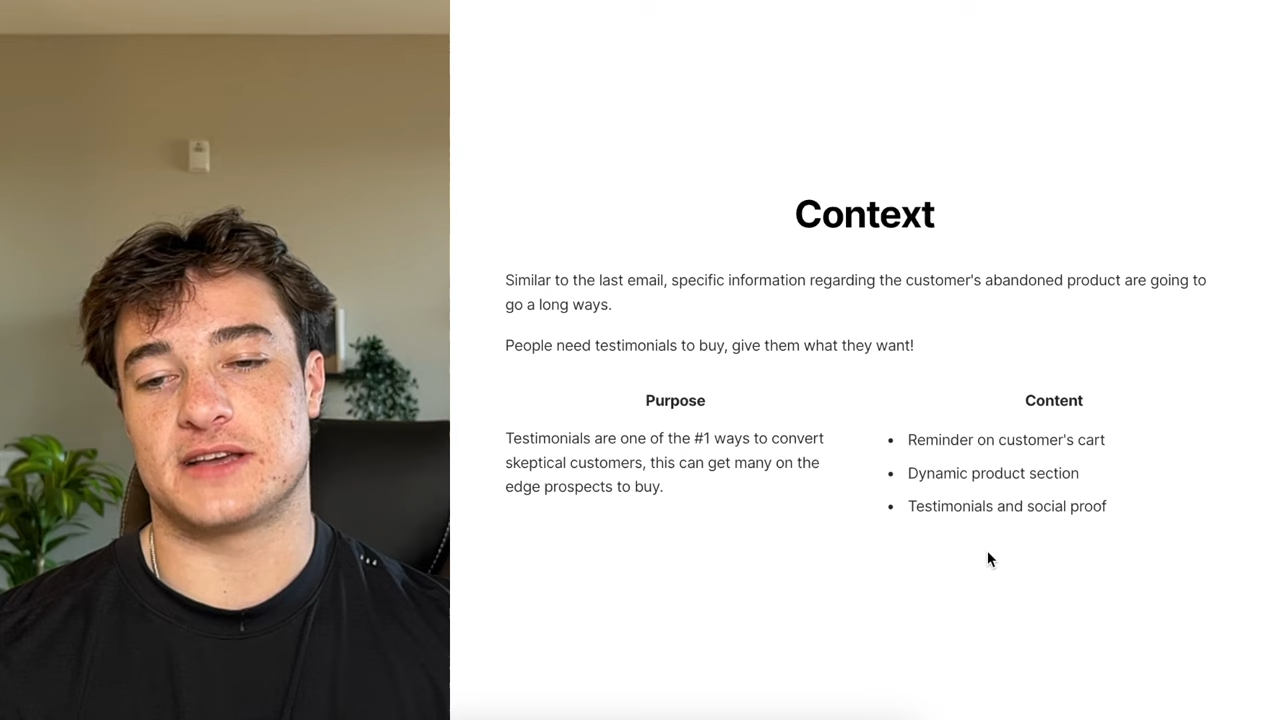 Context
Similar to the last email, specific information regarding the customer's abandoned product are going to
go a long ways.
People need testimonials to buy, give them what they want!
Purpose
Testimonials are one of the #1 ways to convert
skeptical customers, this can get many on the
edge prospects to buy.
Content
• Reminder on customer's cart
• Dynamic product section
• Testimonials and social proof